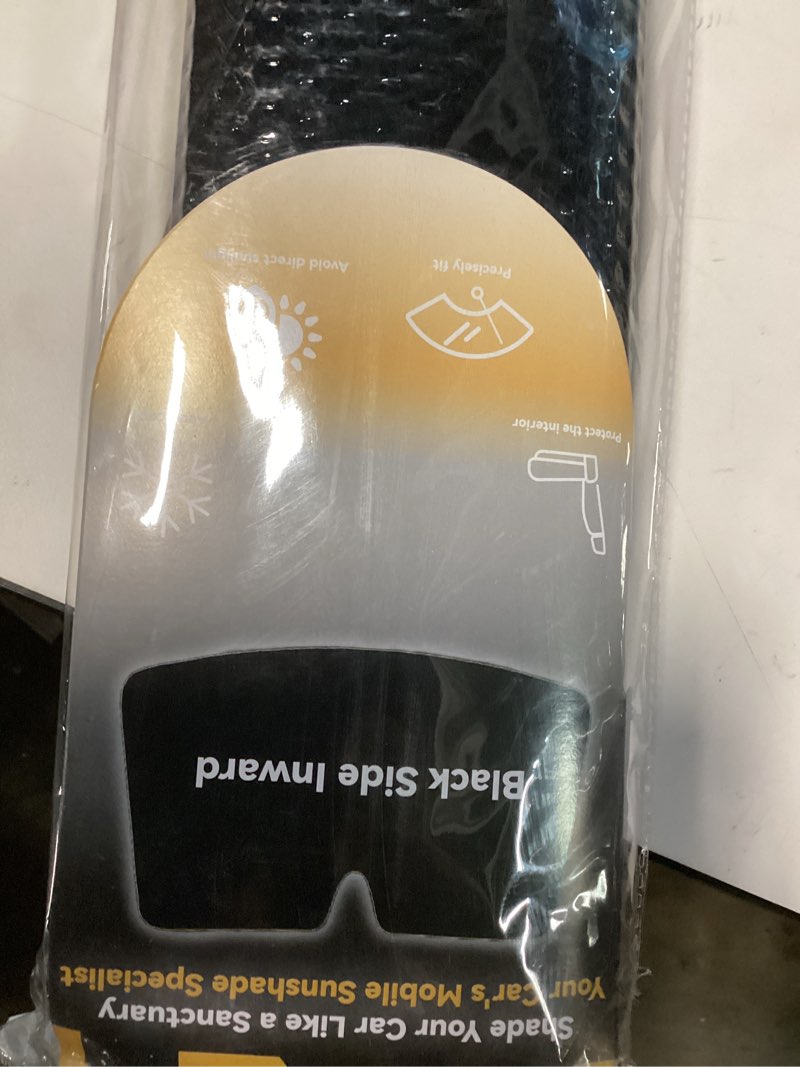 Shade Your Car Like a Sanctuary
Your Car's Mobile Sunshade Specialist
Black Side Inward
Protect the interior
Precisely fit
Avoid direct sunlight